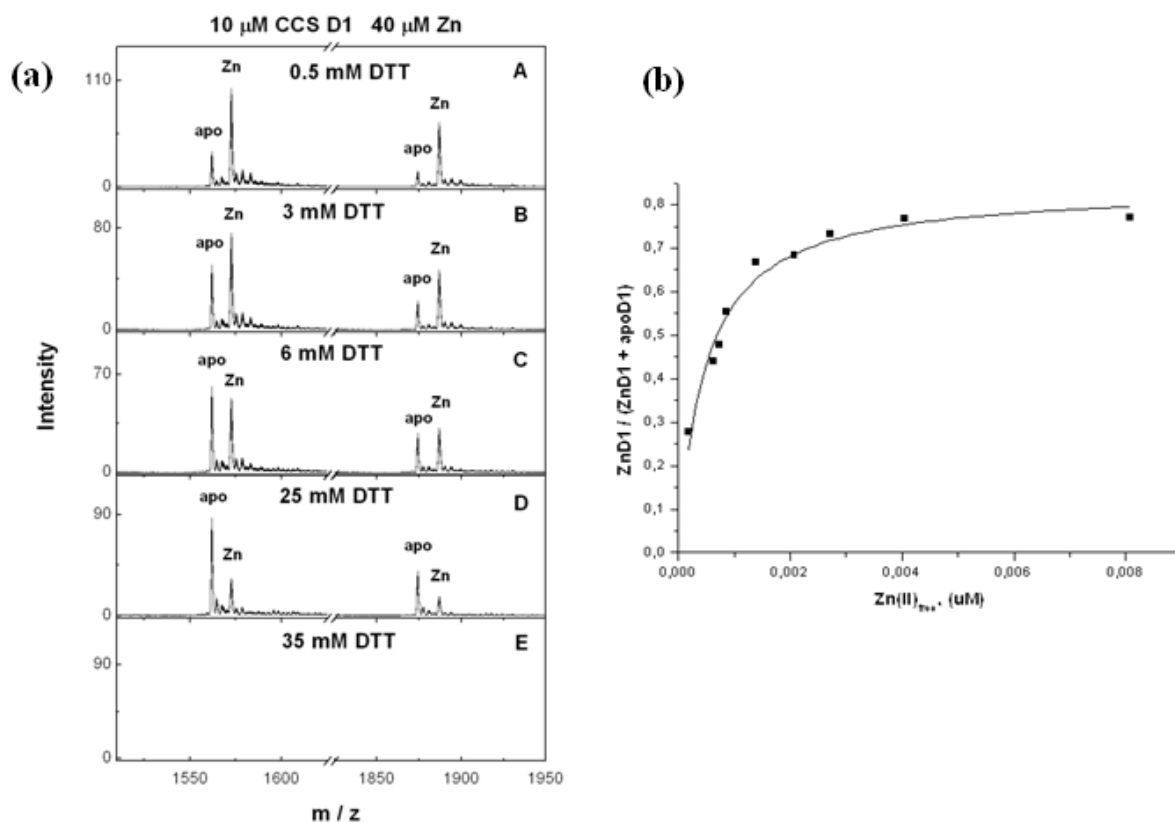 10 µM CCS D1 40 µM Zn
(a)
Zn
0.5 mM DTT
A
110
apo
Zn
apo
0
Zn
3 mM DTT
B
80
apo
Zn
apo
0
6 mM DTT
C
70
apo
Zn
Zn
apo
0
25 mM DTT
D
apo
90
Zn
apo
Zn
0
35 mM DTT
E
90
0
Intensity
1550 1600 1850 1900 1950
m / z
(b)
0,8
0,7
0,6
0,5
0,4
0,3
0,2
0,1
0,0
ZnD1 / (ZnD1 + apoD1)
0,000 0,002 0,004 0,006 0,008
Zn(II)free, (uM)